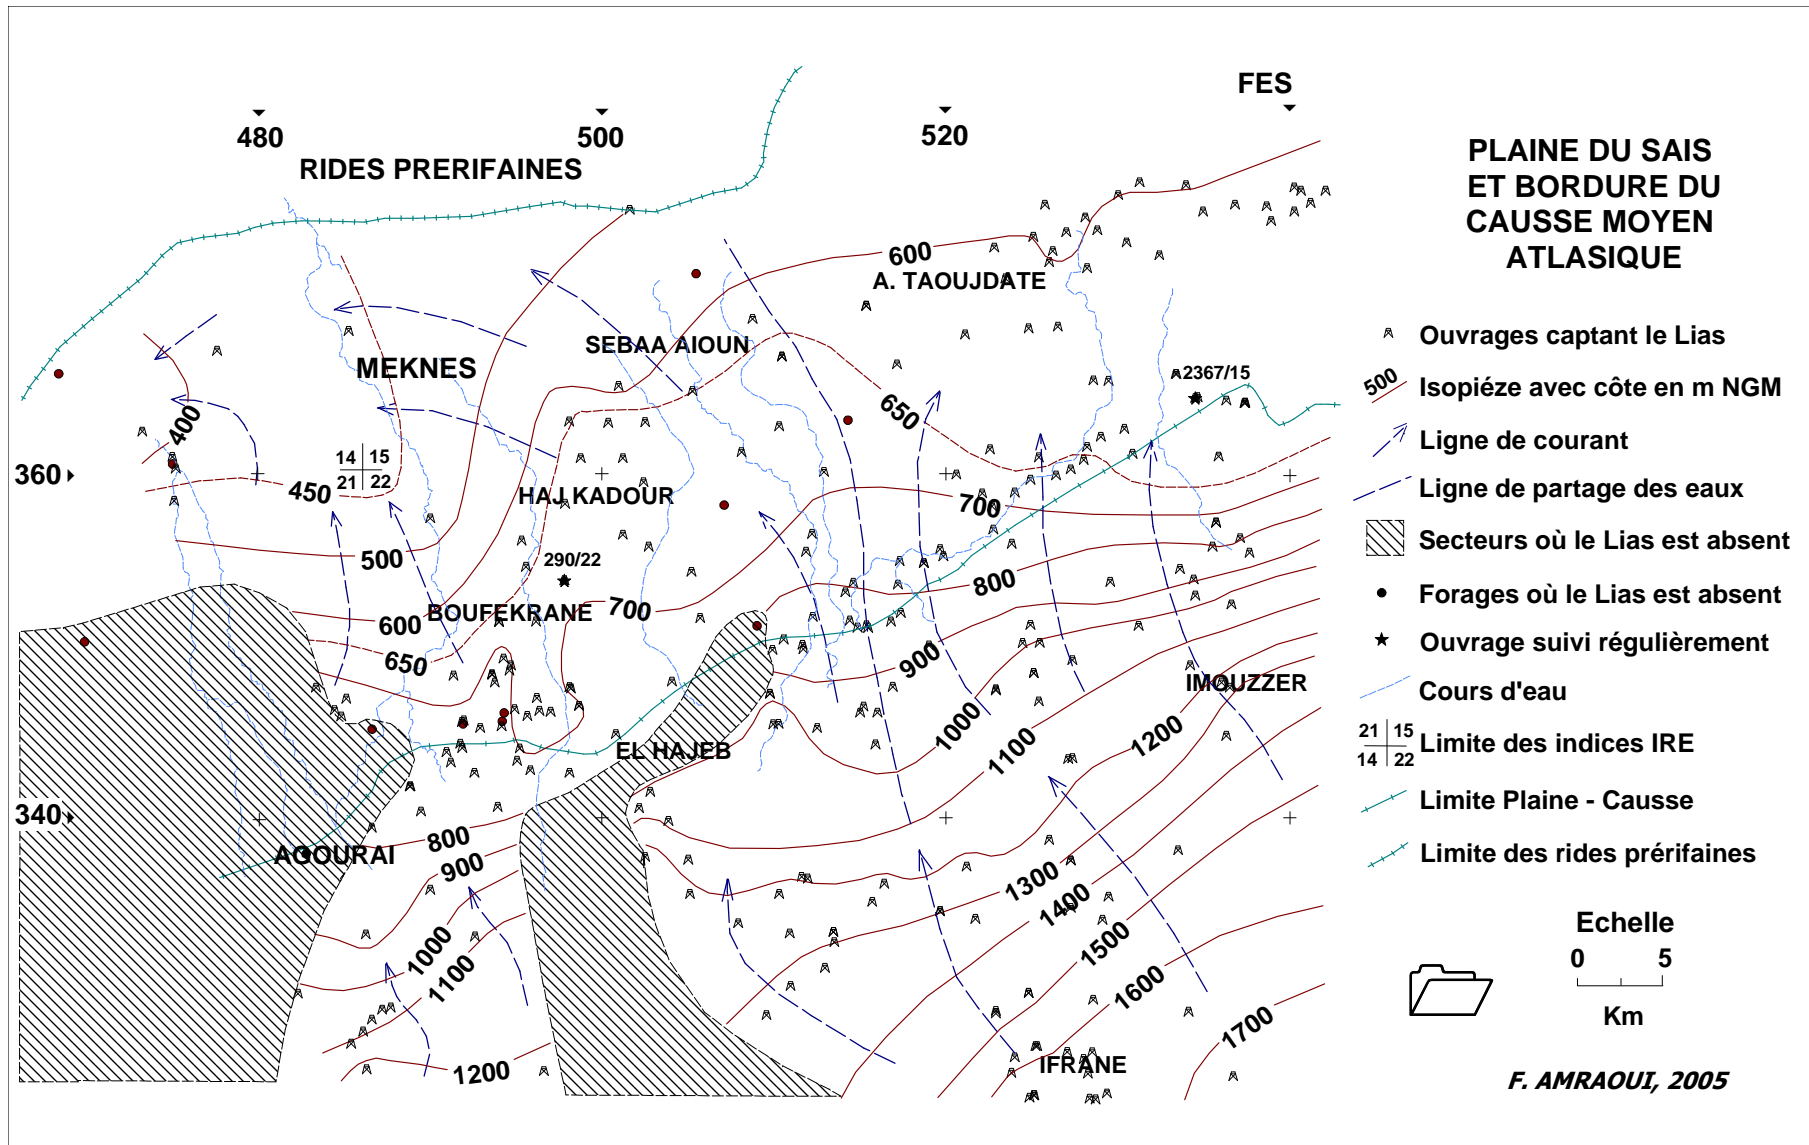 FES
480
500
520
RIDES PRERIFAINES
PLAINE DU SAIS
ET BORDURE DU
CAUSSE MOYEN
ATLASIQUE
600
A. TAOUJDATE
SEBAA AIOUN
MEKNES
2367/15
650
400
360
14 15
21 22
450
HAJ KADOUR
700
500
290/22
800
BOUFEKRANE
700
600
650
900
IMOUZZER
1000
1100
1200
EL HAJEB
340
800
AGOURAI
900
1300
1400
1500
1600
1700
1000
1100
1200
IFRANE
Ouvrages captant le Lias
500
Isopiéze avec côte en m NGM
Ligne de courant
Ligne de partage des eaux
Secteurs où le Lias est absent
Forages où le Lias est absent
Ouvrage suivi régulièrement
Cours d'eau
21 15
14 22
Limite des indices IRE
Limite Plaine - Causse
Limite des rides prérifaines
Echelle
0 5
Km
F. AMRAOUI, 2005